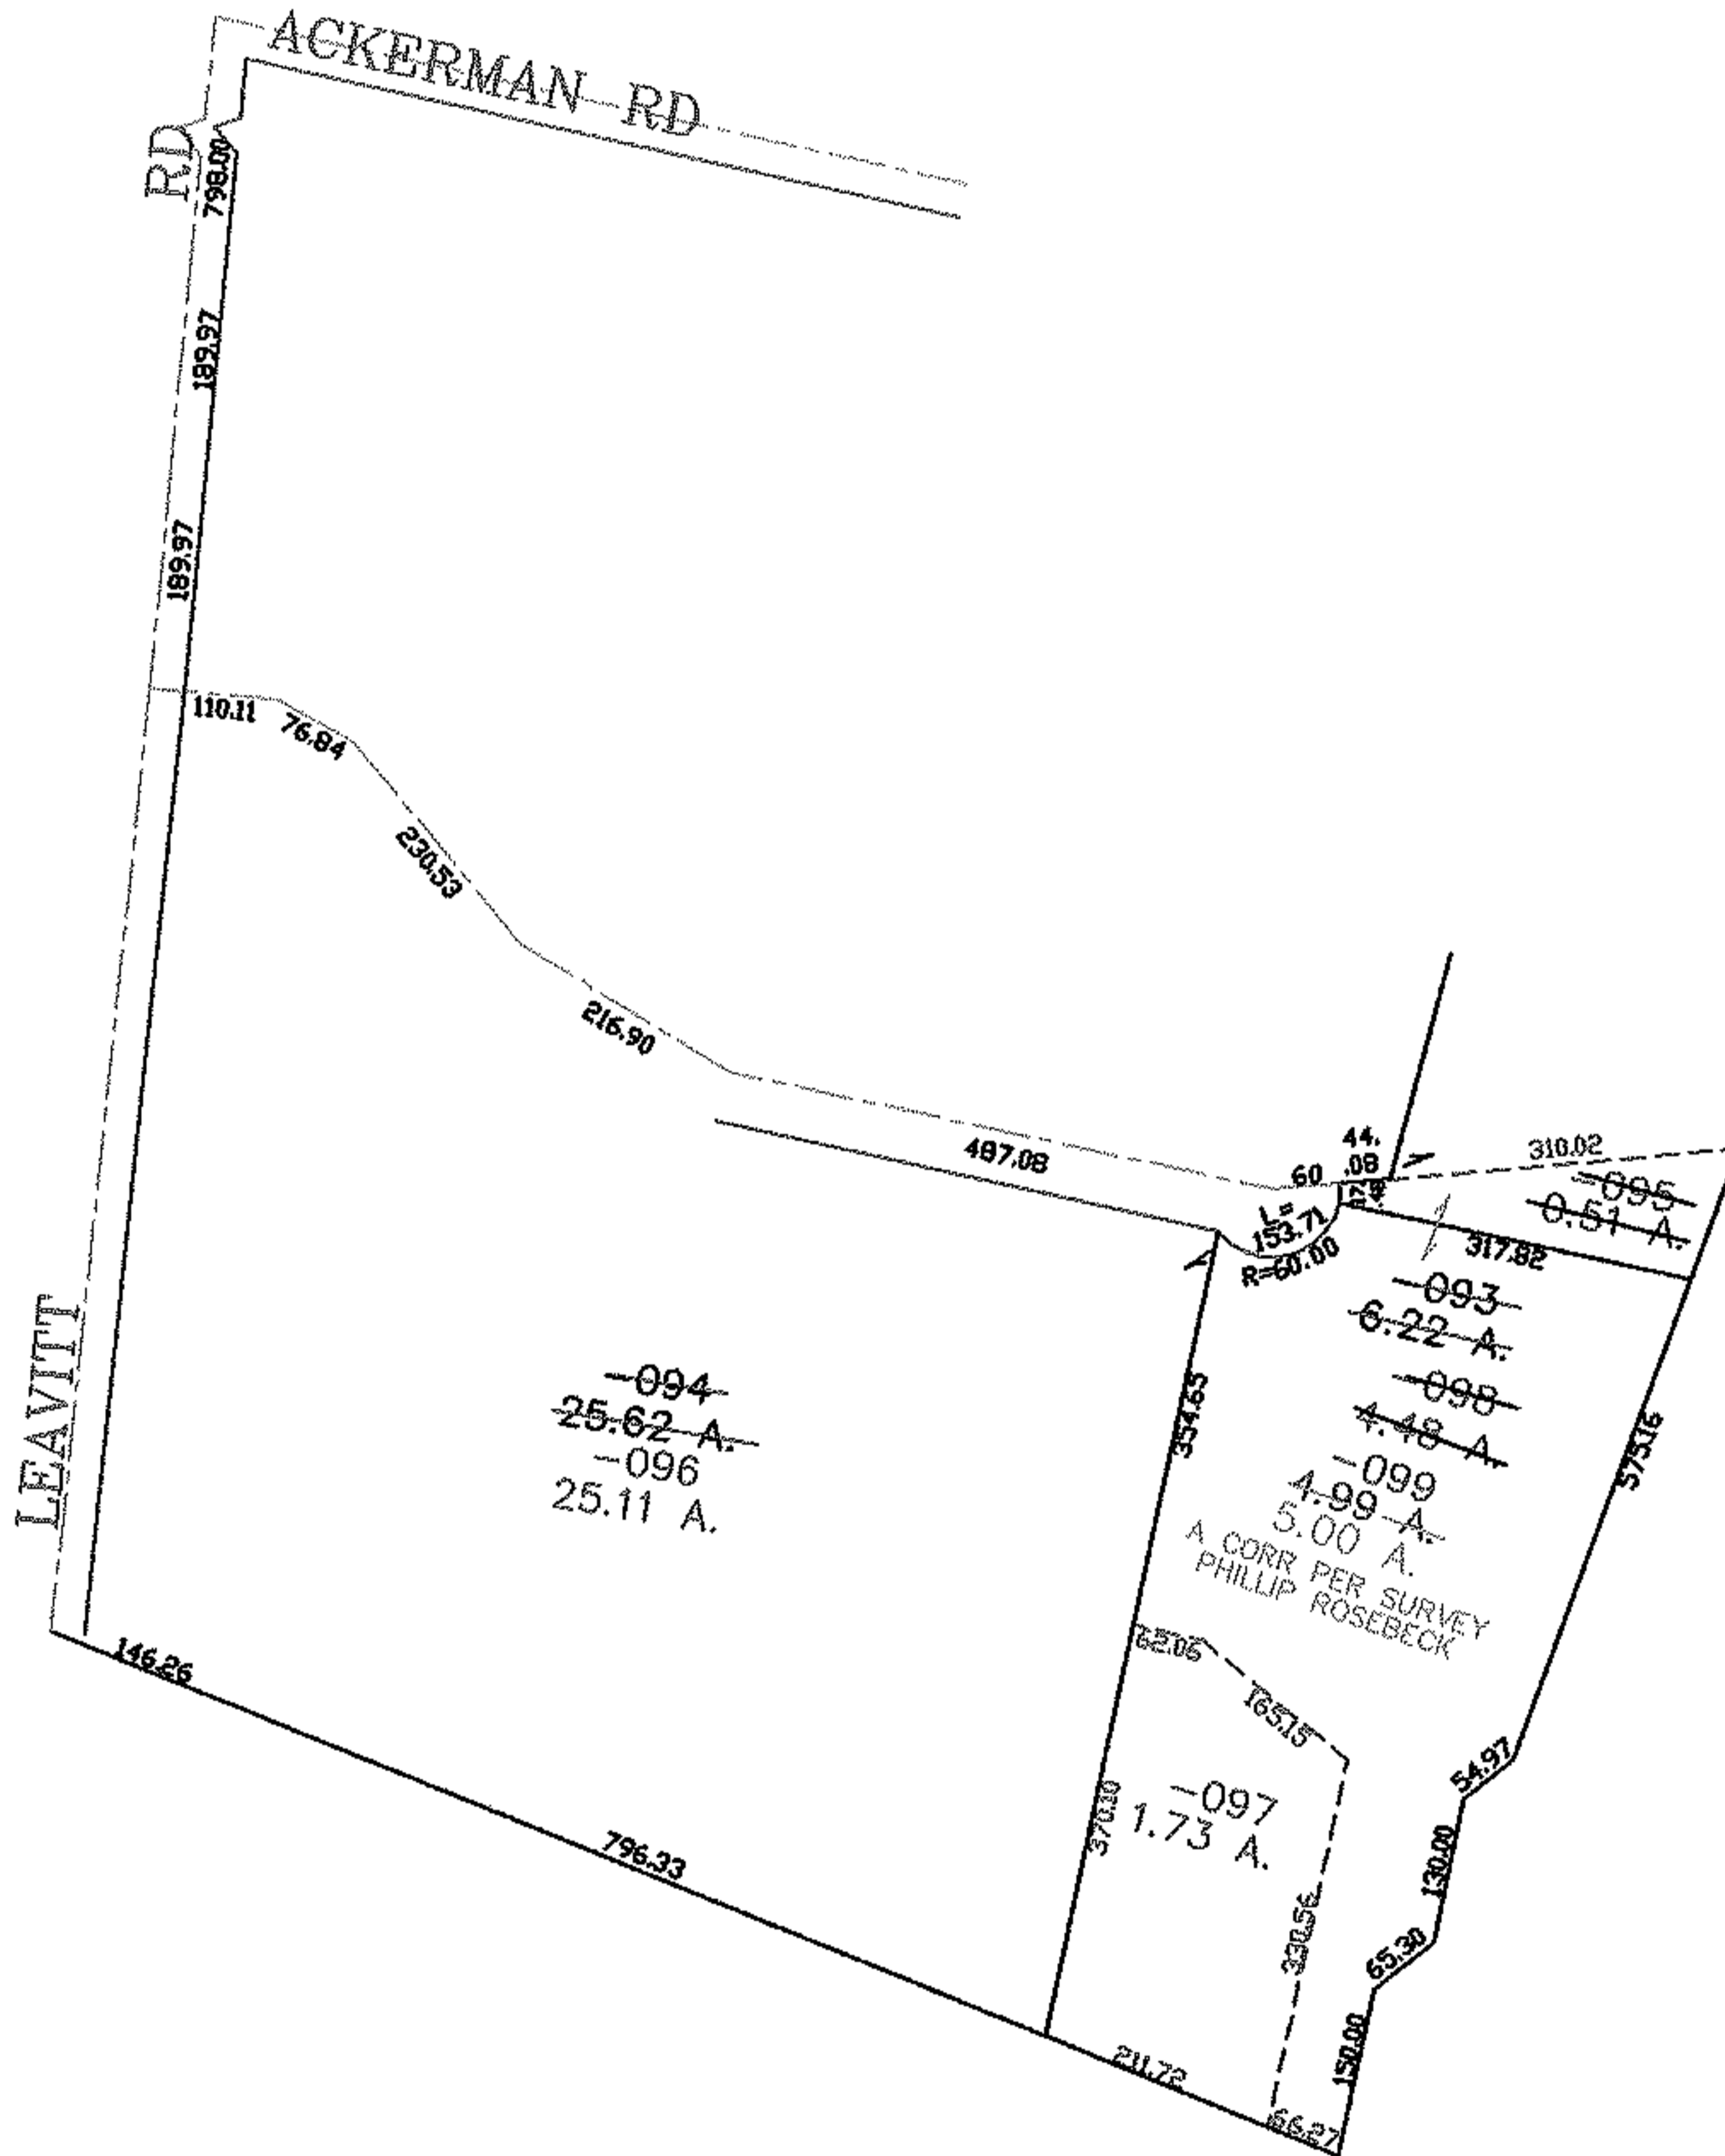 ACKERMAN RD
RD
798.00
189.97
189.97
110.11
76.84
230.53
216.90
487.08
60
44.
.08
310.02
-095
0.51 A.
L=
153.71
R=60.00
317.82
-093
6.22 A.
-098
4.48 A.
-099
4.99 A.
5.00 A.
A CORR PER SURVEY
PHILLIP ROSEBECK
354.65
575.16
LEAVITT
-094
25.62 A.
-096
25.11 A.
62.05
165.15
-097
1.73 A.
370.10
330.56
54.97
130.00
65.30
150.00
146.26
796.33
211.72
66.27